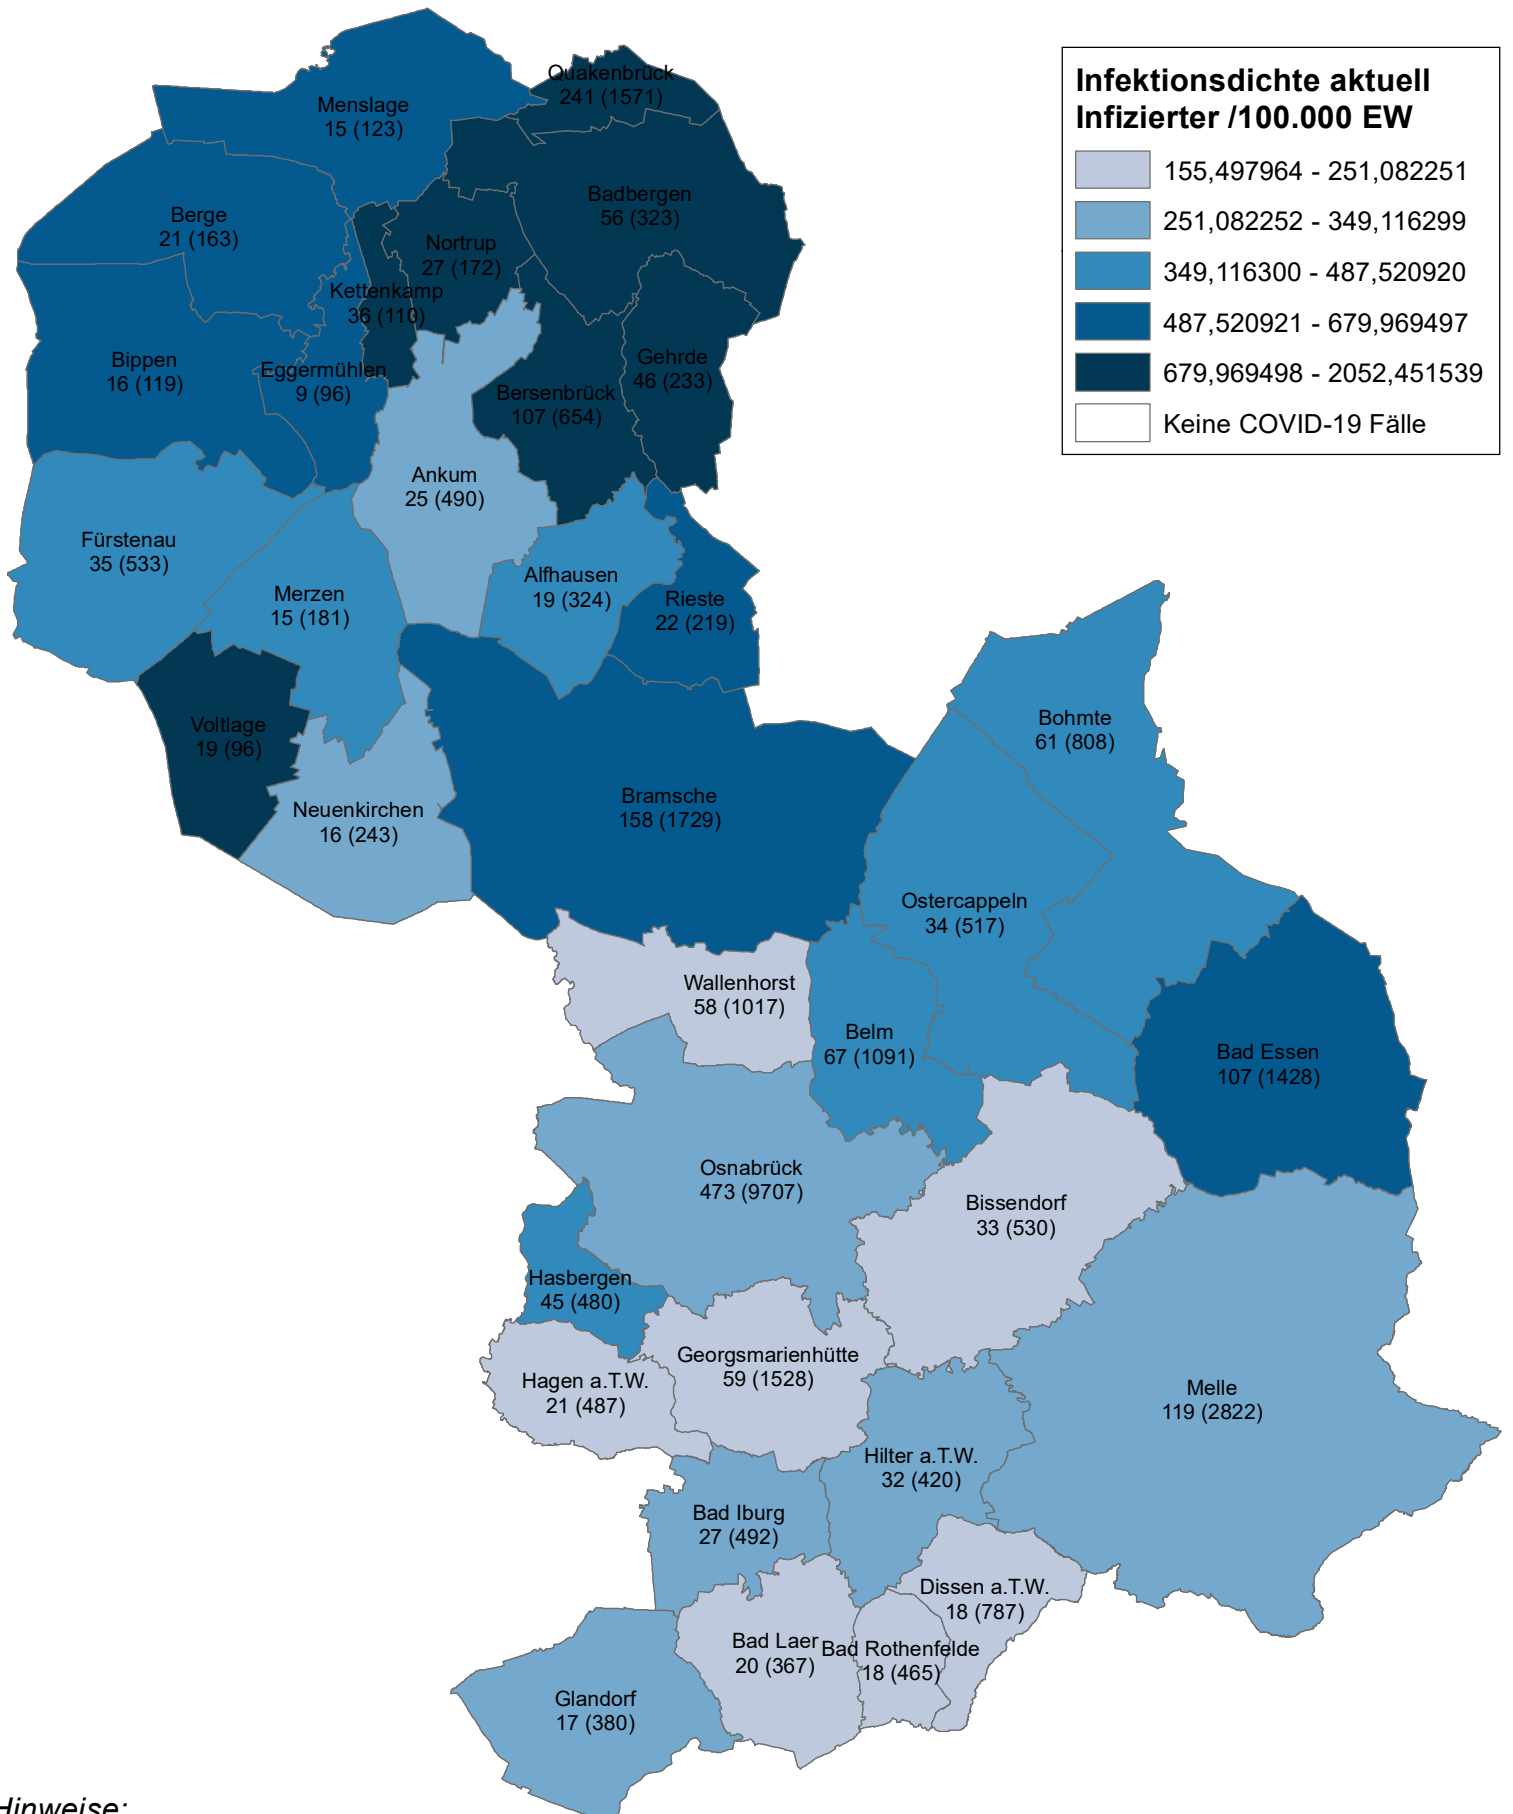 Infektionsdichte aktuell
Infizierter /100.000 EW
155,497964 - 251,082251
251,082252 - 349,116299
349,116300 - 487,520920
487,520921 - 679,969497
679,969498 - 2052,451539
Keine COVID-19 Fälle
Quakenbrück
241 (1571)
Menslage
15 (123)
Badbergen
56 (323)
Berge
21 (163)
Nortrup
27 (172)
Kettenkamp
36 (110)
Bippen
16 (119)
Eggermühlen
9 (96)
Gehrde
46 (233)
Bersenbrück
107 (654)
Ankum
25 (490)
Fürstenau
35 (533)
Alfhausen
19 (324)
Merzen
15 (181)
Rieste
22 (219)
Voltlage
19 (96)
Bohmte
61 (808)
Bramsche
158 (1729)
Neuenkirchen
16 (243)
Ostercappeln
34 (517)
Wallenhorst
58 (1017)
Belm
67 (1091)
Bad Essen
107 (1428)
Osnabrück
473 (9707)
Bissendorf
33 (530)
Hasbergen
45 (480)
Georgsmarienhütte
59 (1528)
Hagen a.T.W.
21 (487)
Melle
119 (2822)
Hilter a.T.W.
32 (420)
Bad Iburg
27 (492)
Dissen a.T.W.
18 (787)
Bad Laer
20 (367)
Bad Rothenfelde
18 (465)
Glandorf
17 (380)
Hinweise: